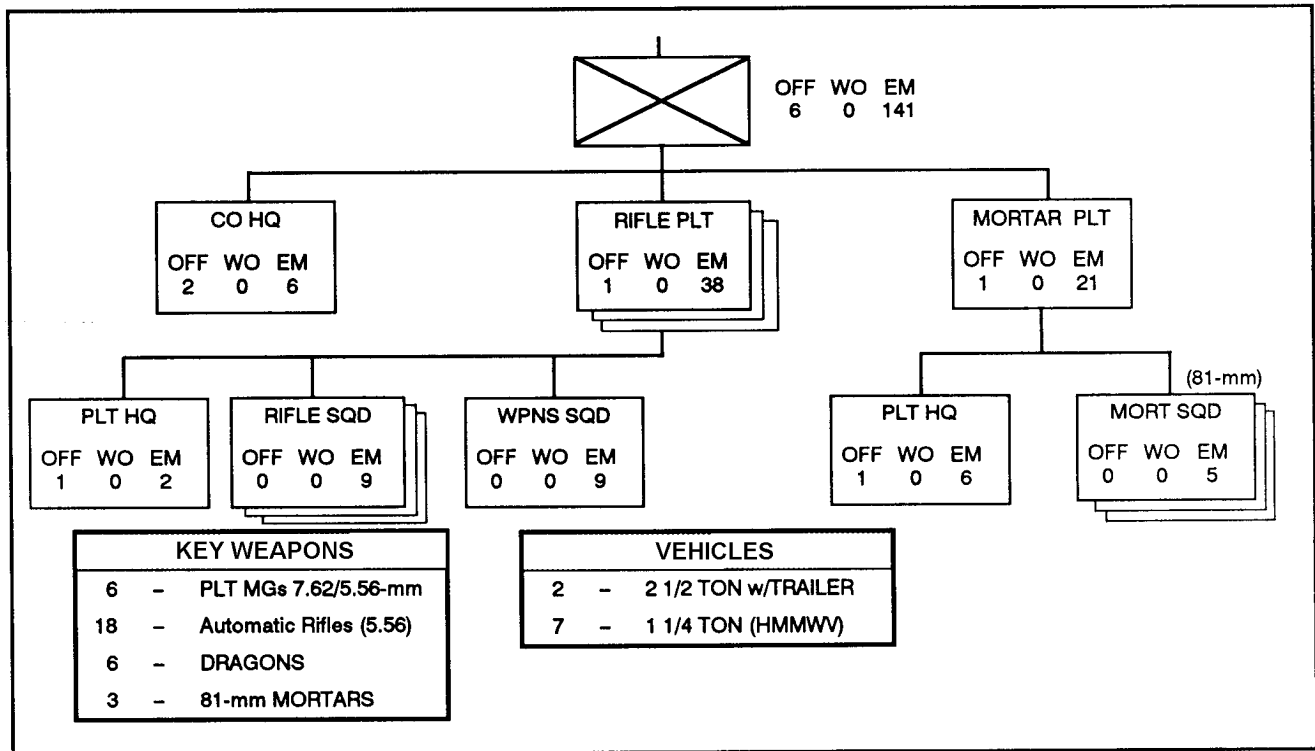 OFF WO EM
6 0 141
CO HQ
OFF WO EM
2 0 6
RIFLE PLT
OFF WO EM
1 0 38
MORTAR PLT
OFF WO EM
1 0 21
PLT HQ
OFF WO EM
1 0 2
RIFLE SQD
OFF WO EM
0 0 9
WPNS SQD
OFF WO EM
0 0 9
PLT HQ
OFF WO EM
1 0 6
(81-mm)
MORT SQD
OFF WO EM
0 0 5
KEY WEAPONS
6 – PLT MGs 7.62/5.56-mm
18 – Automatic Rifles (5.56)
6 – DRAGONS
3 – 81-mm MORTARS
VEHICLES
2 – 2 1/2 TON w/TRAILER
7 – 1 1/4 TON (HMMWV)